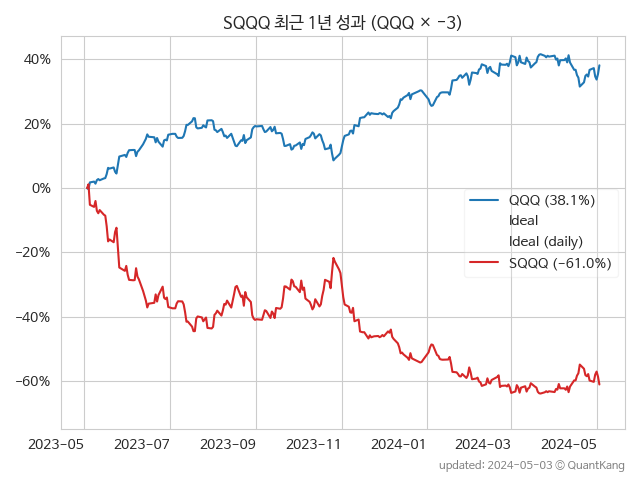 SQQQ 최근 1년 성과 (QQQ × −3)
40%
20%
0%
−20%
−40%
−60%
QQQ (38.1%)
Ideal
Ideal (daily)
SQQQ (−61.0%)
2023−05
2023−07
2023−09
2023−11
2024−01
2024−03
2024−05
updated: 2024−05−03 © QuantKang